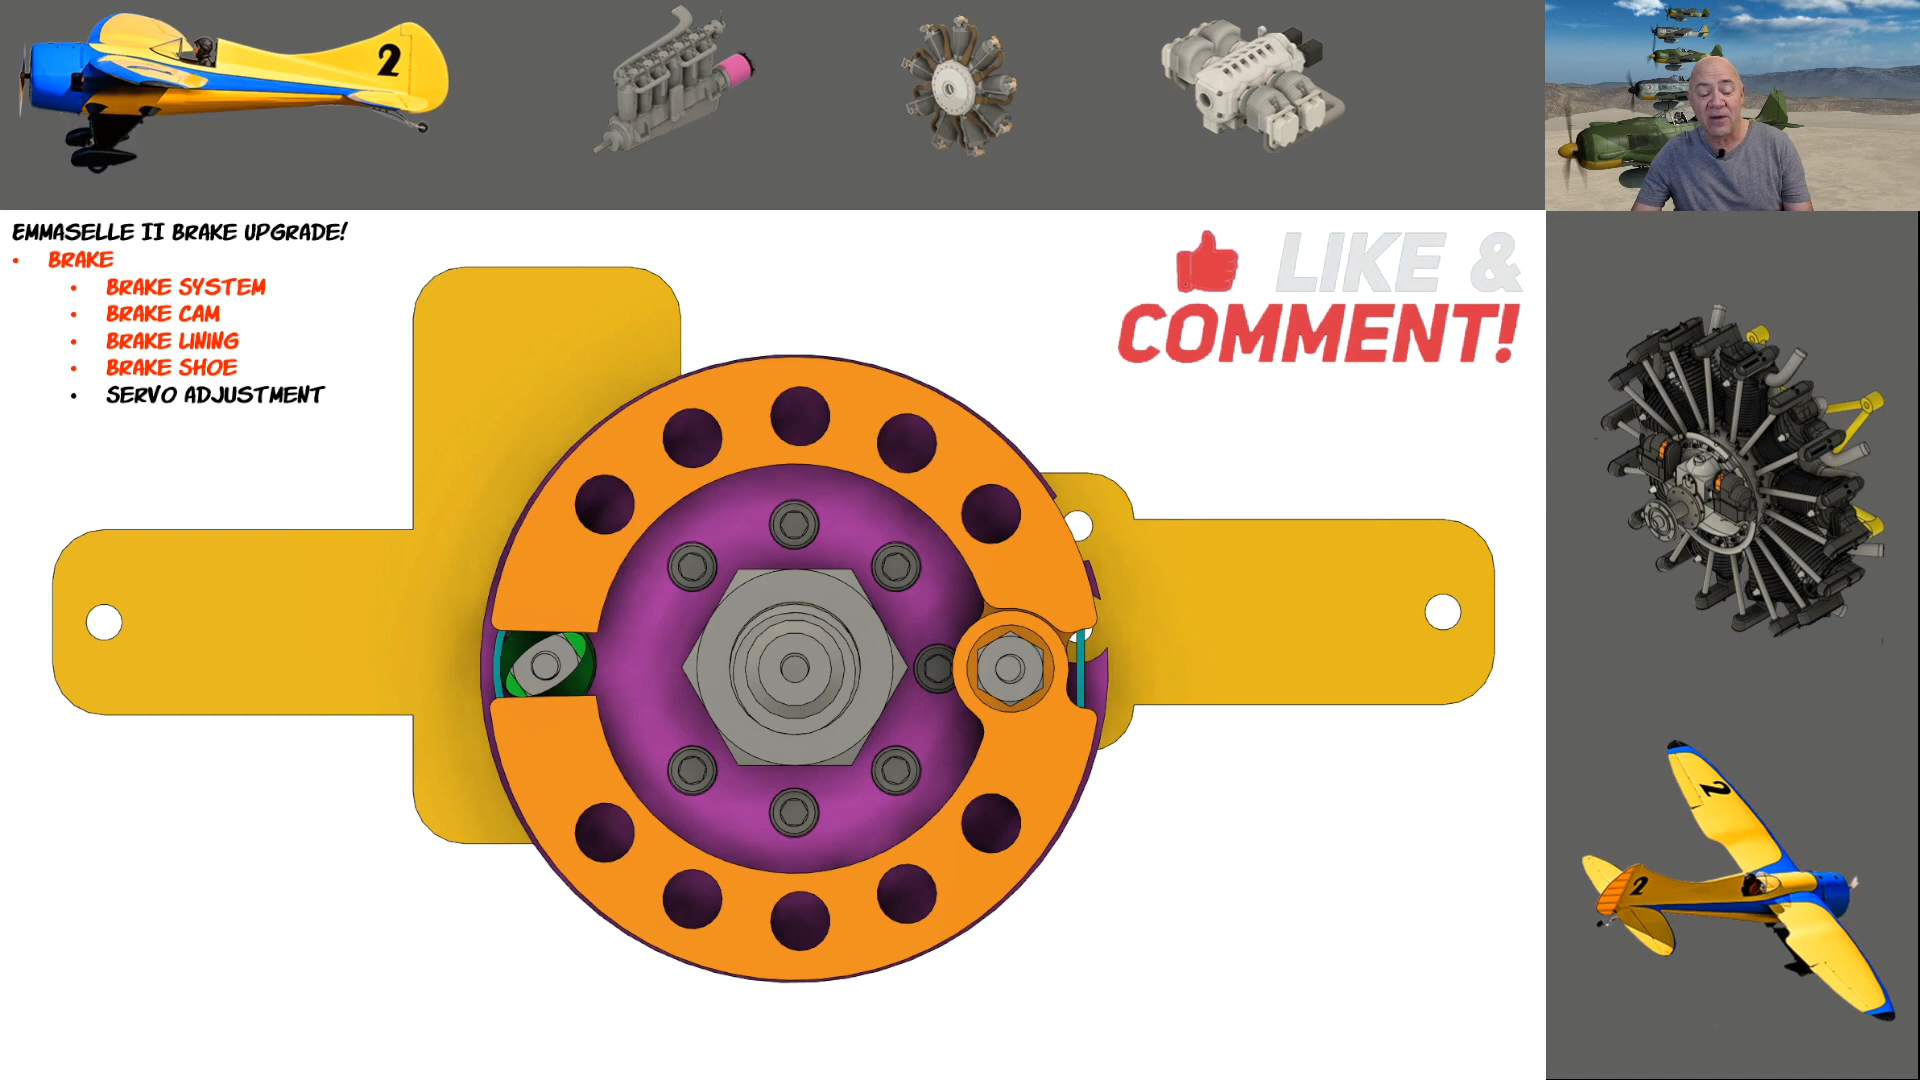 2
EMMASELLE II BRAKE UPGRADE!
• BRAKE
• BRAKE SYSTEM
• BRAKE CAM
• BRAKE LINING
• BRAKE SHOE
• SERVO ADJUSTMENT
LIKE &
COMMENT!
2
2